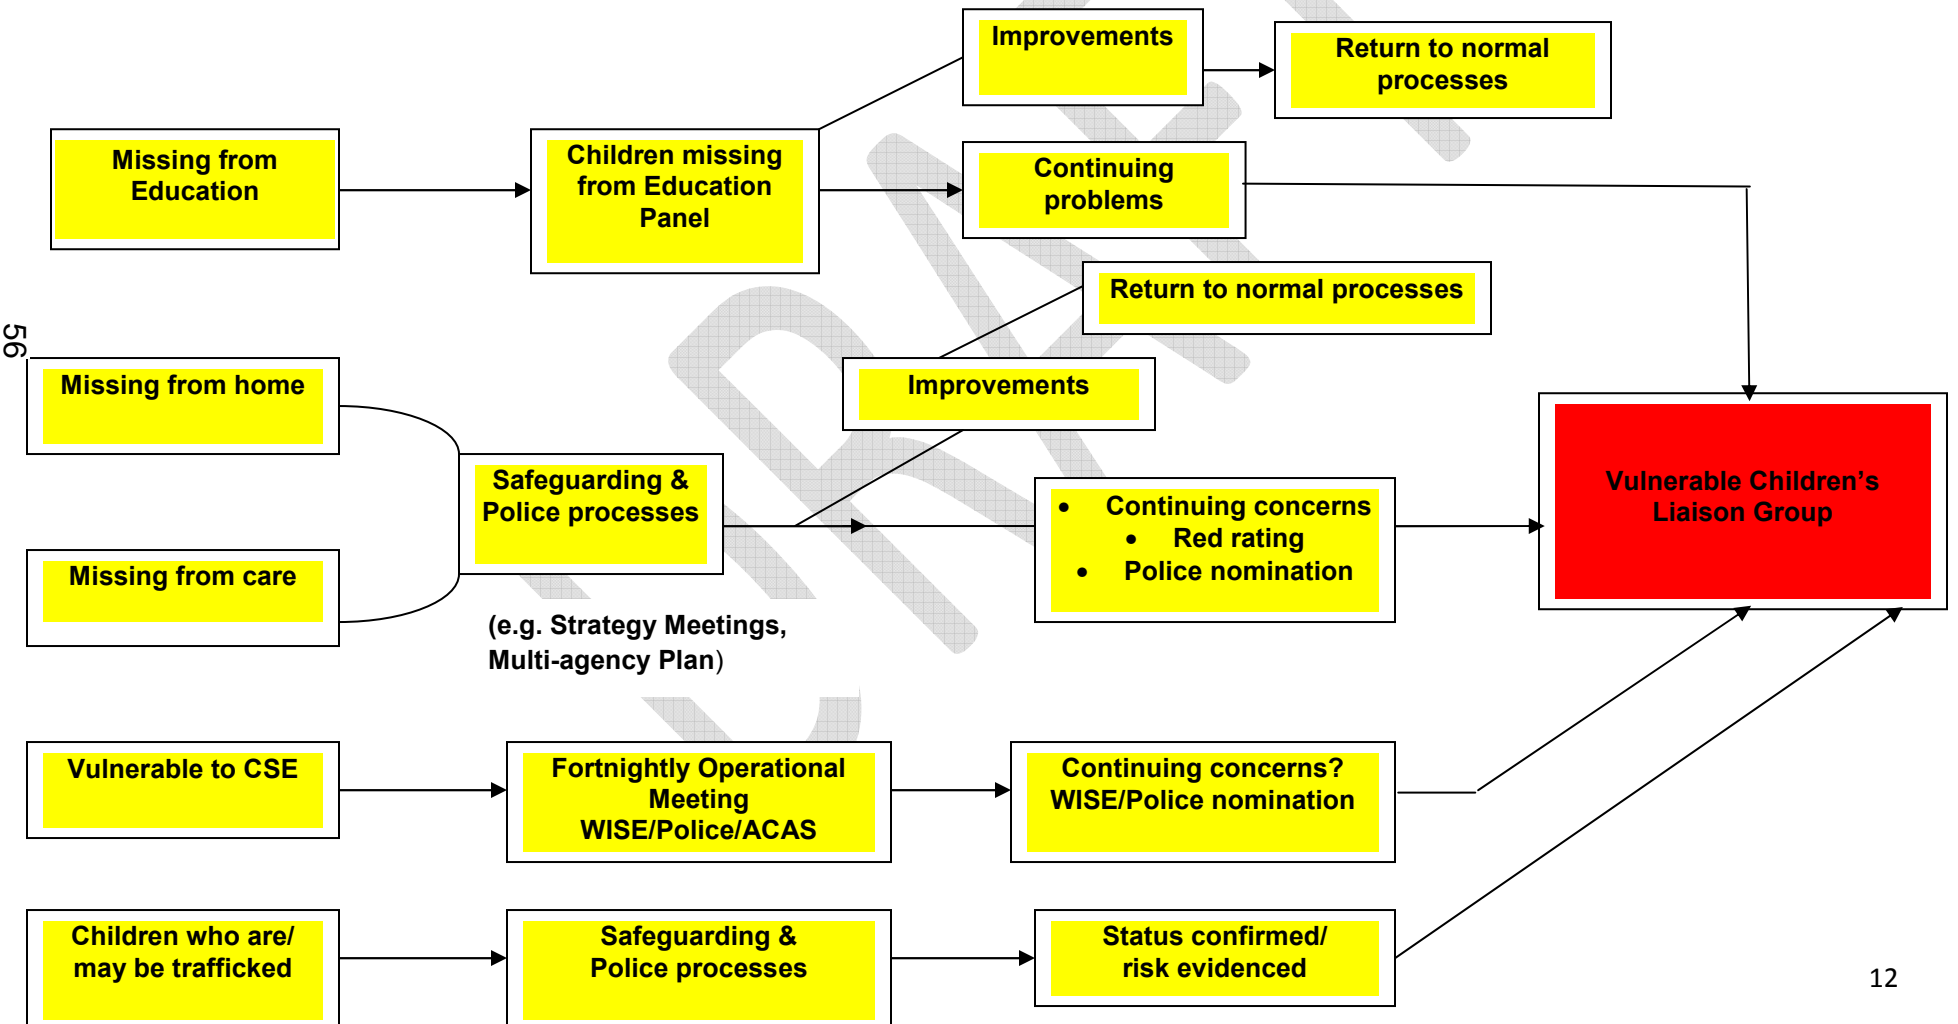 Improvements
Return to normal
processes
Missing from
Education
Children missing
from Education
Panel
Continuing
problems
Return to normal processes
56
Missing from home
Improvements
Safeguarding &
Police processes
• Continuing concerns
• Red rating
• Police nomination
Vulnerable Children’s
Liaison Group
Missing from care
(e.g. Strategy Meetings,
Multi-agency Plan)
Vulnerable to CSE
Fortnightly Operational
Meeting
WISE/Police/ACAS
Continuing concerns?
WISE/Police nomination
Children who are/
may be trafficked
Safeguarding &
Police processes
Status confirmed/
risk evidenced
12
DRAFT